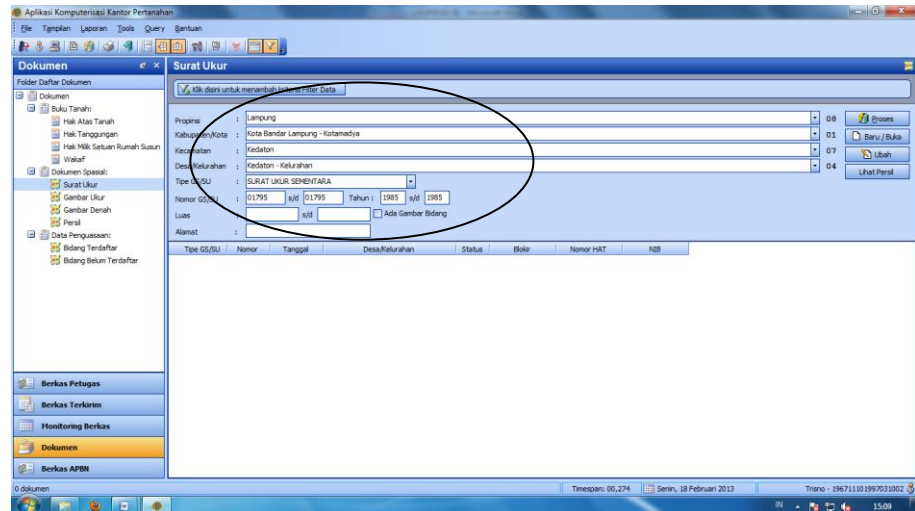 Aplikasi Komputerisasi Kantor Pertanahan
File Tampilan Laporan Tools Query Bantuan
Dokumen
Folder Daftar Dokumen
Dokumen
Buku Tanah:
Hak Atas Tanah
Hak Tanggungan
Hak Milik Satuan Rumah Susun
Wakaf
Dokumen Spasial:
Surat Ukur
Gambar Ukur
Gambar Denah
Persil
Data Penguasaan:
Bidang Terdaftar
Bidang Belum Terdaftar
Berkas Petugas
Berkas Terkirim
Monitoring Berkas
Dokumen
Berkas APBN
Surat Ukur
Klik disini untuk menambah kriteria Filter Data
Propinsi : Lampung 08
Kabupaten/Kota : Kota Bandar Lampung - Kotamadya 01
Kecamatan : Kedaton 07
Desa/Kelurahan : Kedaton - Kelurahan 04
Tipe GS/SU : SURAT UKUR SEMENTARA
Nomor GS/SU : 01795 s/d 01795 Tahun : 1985 s/d 1985
Luas : s/d Ada Gambar Bidang
Alamat :
Proses
Baru / Buka
Ubah
Lihat Persil
Tipe GS/SU Nomor Tanggal Desa/Kelurahan Status Blokir Nomor HAT NIB
0 dokumen Timespan: 00,274 Senin, 18 Februari 2013 Trisno - 196711101997031002
IN 15:09